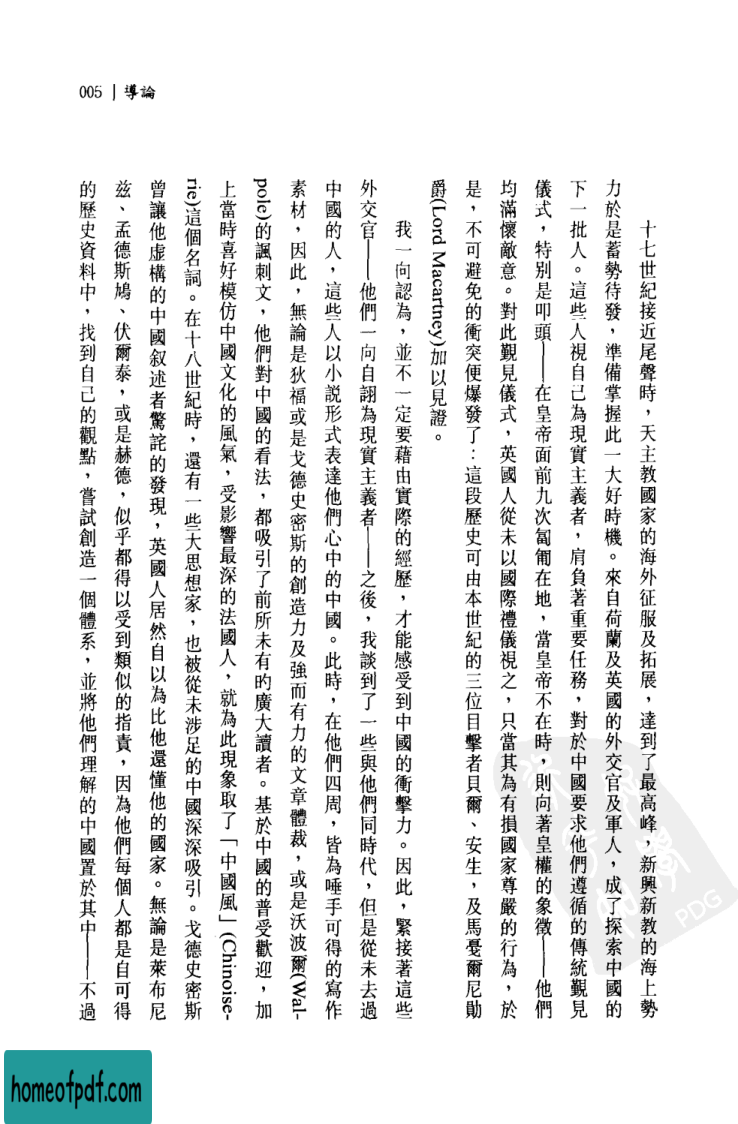 005｜導論
十七世紀接近尾聲時，天主教國家的海外征服及拓展，達到了最高峰，新興新教的海上勢
力於是蓄勢待發，準備掌握此一大好時機。來自荷蘭及英國的外交官及軍人，成了探索中國的
下一批人。這些人視自己為現實主義者，肩負著重要任務，對於中國要求他們遵循的傳統覲見
儀式，特別是叩頭——在皇帝面前九次匐匍在地，當皇帝不在時，則向著皇權的象徵——他們
均滿懷敵意。對此覲見儀式，英國人從未以國際禮儀視之，只當其為有損國家尊嚴的行為，於
是，不可避免的衝突便爆發了：這段歷史可由本世紀的三位目擊者貝爾、安生，及馬戛爾尼勛
爵(Lord Macartney)加以見證。
我一向認為，並不一定要藉由實際的經歷，才能感受到中國的衝擊力。因此，緊接著這些
外交官——他們一向自詡為現實主義者——之後，我談到了一些與他們同時代，但是從未去過
中國的人，這些人以小説形式表達他們心中的中國。此時，在他們四周，皆為唾手可得的寫作
素材，因此，無論是狄福或是戈德史密斯的創造力及強而有力的文章體裁，或是沃波爾(Wal-
pole)的諷刺文，他們對中國的看法，都吸引了前所未有的廣大讀者。基於中國的普受歡迎，加
上當時喜好模仿中國文化的風氣，受影響最深的法國人，就為此現象取了「中國風」(Chinoise-
rie)這個名詞。在十八世紀時，還有一些大思想家，也被從未涉足的中國深深吸引。戈德史密斯
曾讓他虛構的中國叙述者驚詫的發現，英國人居然自以為比他還懂他的國家。無論是萊布尼
玆、孟德斯鳩、伏爾泰，或是赫德，似乎都得以受到類似的指責，因為他們每個人都是自可得
的歷史資料中，找到自己的觀點，嘗試創造一個體系，並將他們理解的中國置於其中——不過
PDG
homeofpdf.com